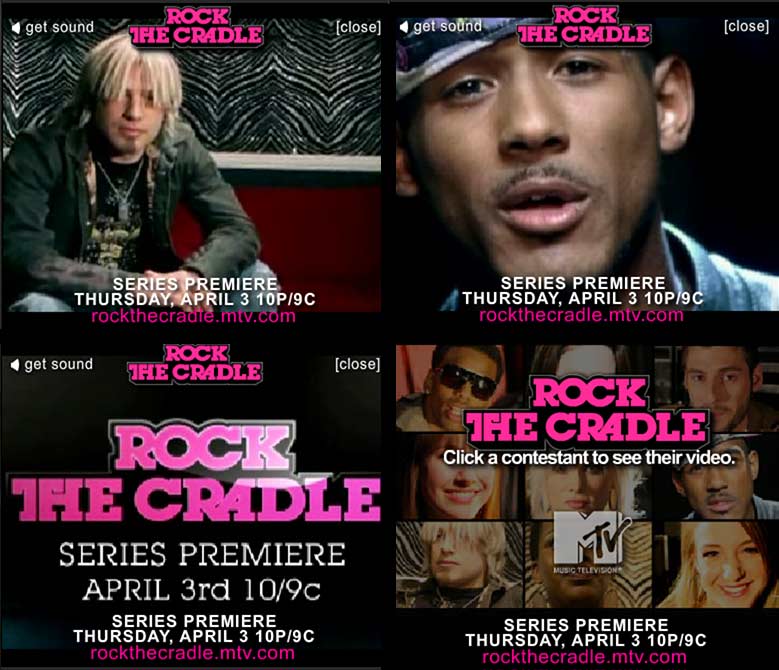 ROCK
THE CRADLE
get sound
[close]
SERIES PREMIERE
THURSDAY, APRIL 3 10P/9C
rockthecradle.mtv.com
ROCK
THE CRADLE
get sound
[close]
SERIES PREMIERE
THURSDAY, APRIL 3 10P/9C
rockthecradle.mtv.com
ROCK
THE CRADLE
get sound
[close]
ROCK
THE CRADLE
SERIES PREMIERE
APRIL 3rd 10/9c
SERIES PREMIERE
THURSDAY, APRIL 3 10P/9C
rockthecradle.mtv.com
ROCK
THE CRADLE
Click a contestant to see their video.
MTV
MUSIC TELEVISION®
SERIES PREMIERE
THURSDAY, APRIL 3 10P/9C
rockthecradle.mtv.com